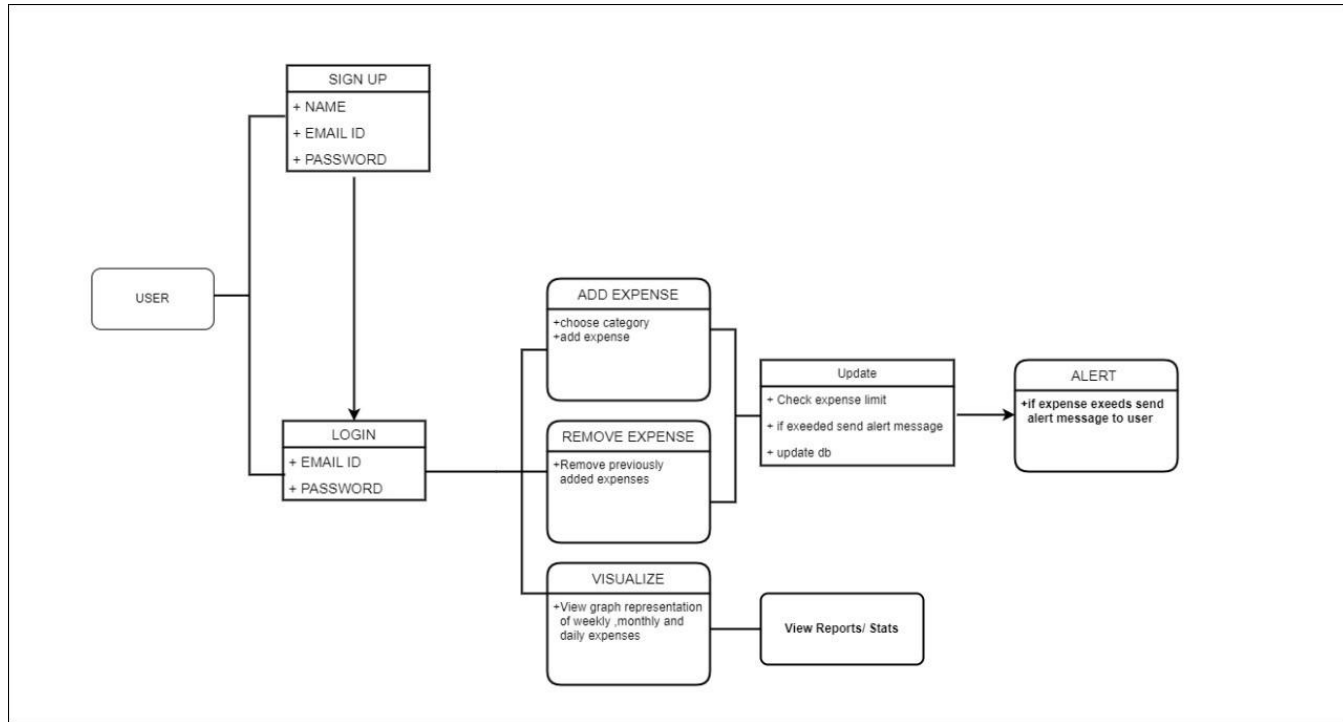 SIGN UP
+ NAME
+ EMAIL ID
+ PASSWORD
USER
LOGIN
+ EMAIL ID
+ PASSWORD
ADD EXPENSE
+choose category
+add expense
REMOVE EXPENSE
+Remove previously
added expenses
VISUALIZE
+View graph representation
of weekly ,monthly and
daily expenses
Update
+ Check expense limit
+ if exeeded send alert message
+ update db
ALERT
+if expense exeeds send
alert message to user
View Reports/ Stats